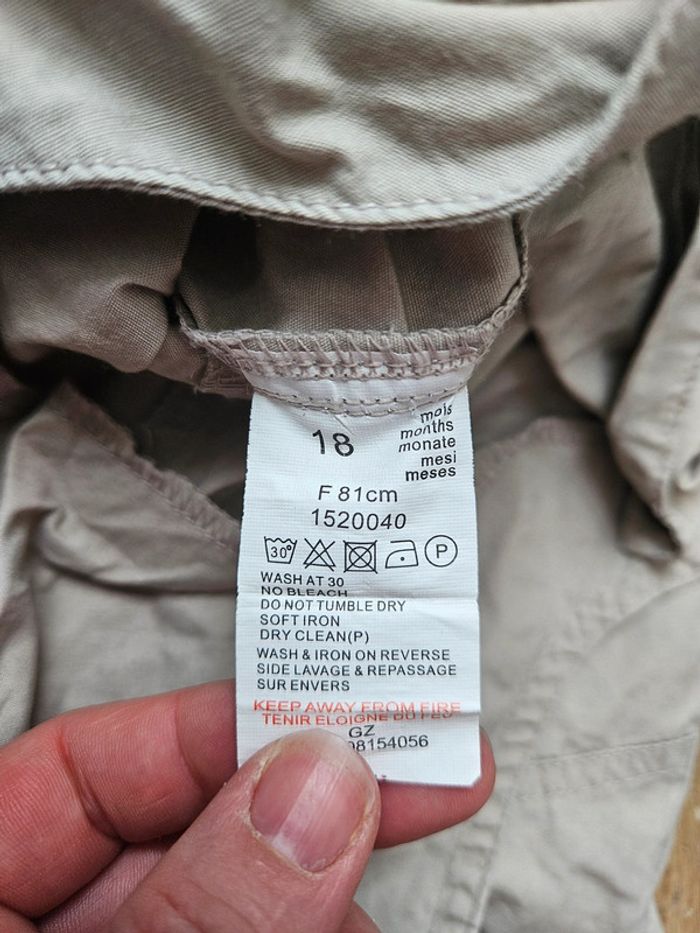 18
mois
months
monate
mesi
meses
F 81cm
1520040
30°
P
WASH AT 30
NO BLEACH
DO NOT TUMBLE DRY
SOFT IRON
DRY CLEAN(P)
WASH & IRON ON REVERSE
SIDE LAVAGE & REPASSAGE
SUR ENVERS
KEEP AWAY FROM FIRE
TENIR ELOIGNE DU FEU
GZ
08154056